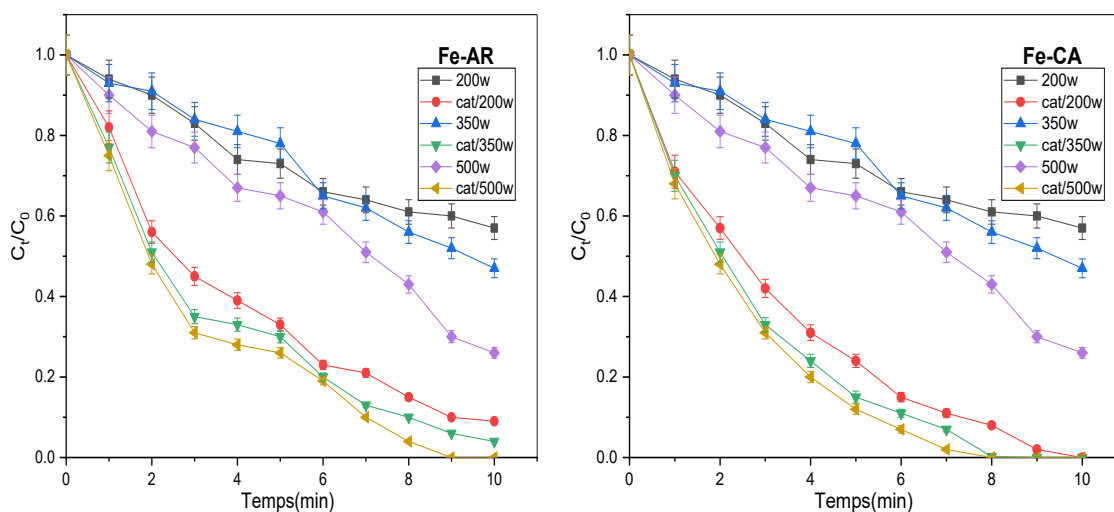 Fe-AR
200w
cat/200w
350w
cat/350w
500w
cat/500w
1.0
0.8
0.6
0.4
0.2
0.0
0 2 4 6 8 10
Cₜ/C₀
Temps(min)
Fe-CA
200w
cat/200w
350w
cat/350w
500w
cat/500w
1.0
0.8
0.6
0.4
0.2
0.0
0 2 4 6 8 10
Cₜ/C₀
Temps(min)